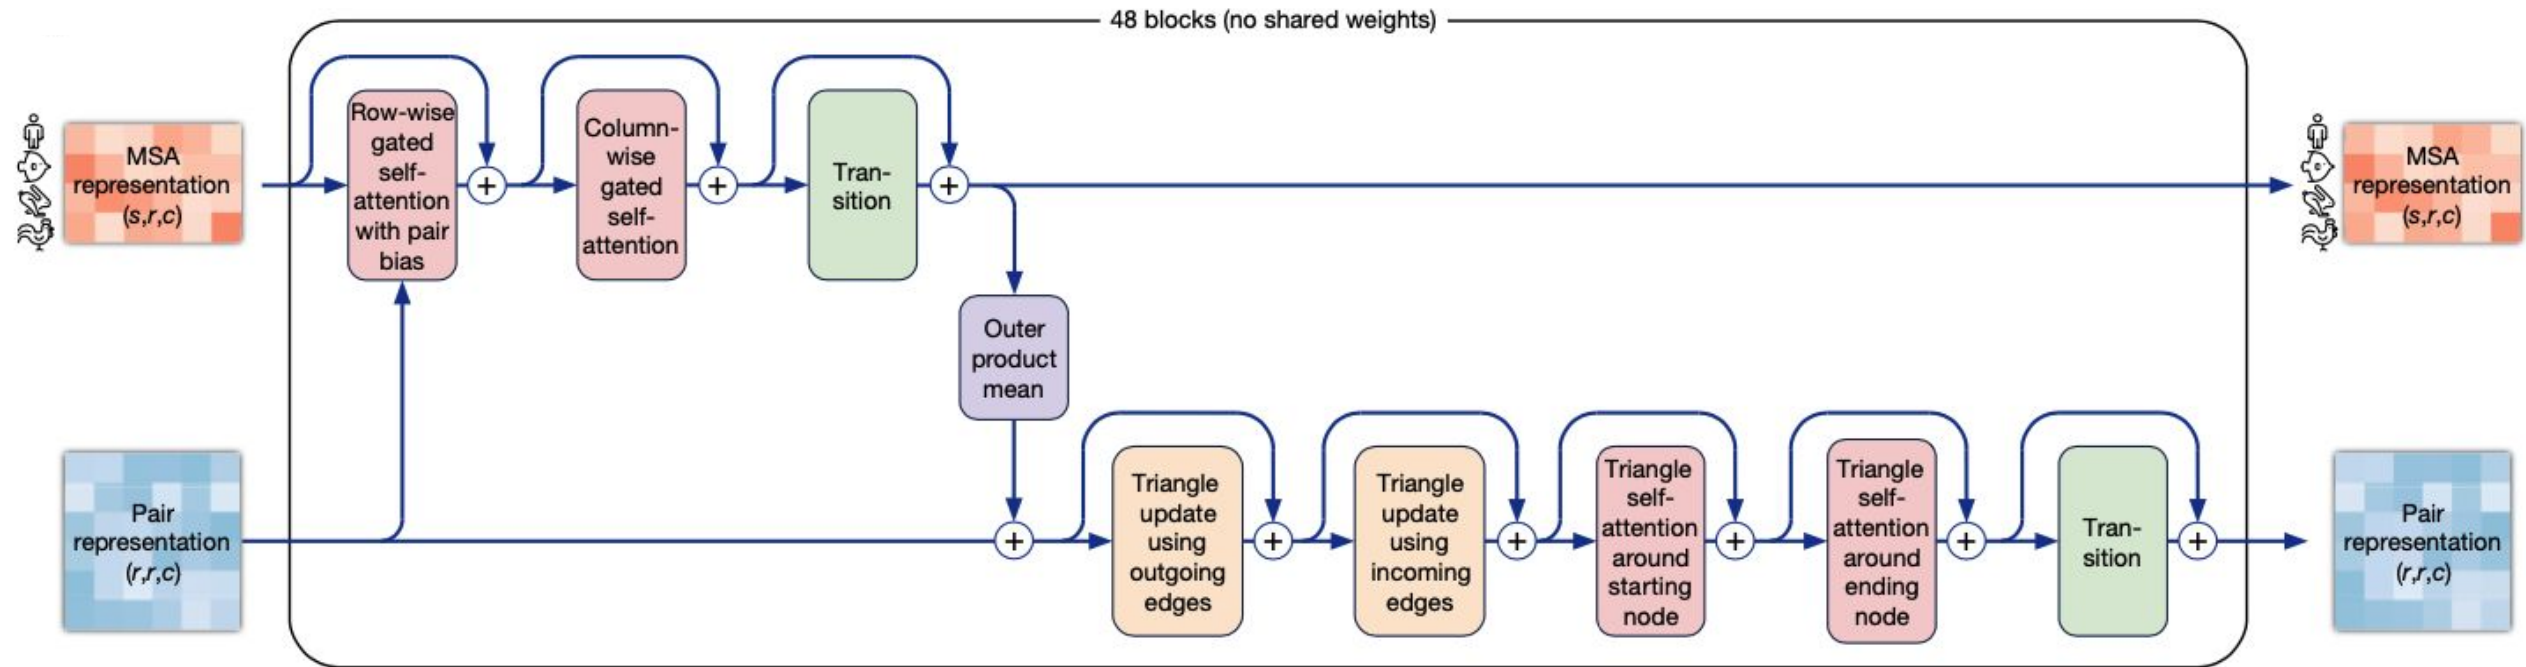 48 blocks (no shared weights)
MSA
representation
(s,r,c)
Row-wise
gated
self-
attention
with pair
bias
Column-
wise
gated
self-
attention
Tran-
sition
MSA
representation
(s,r,c)
Outer
product
mean
Pair
representation
(r,r,c)
Triangle
update
using
outgoing
edges
Triangle
update
using
incoming
edges
Triangle
self-
attention
around
starting
node
Triangle
self-
attention
around
ending
node
Tran-
sition
Pair
representation
(r,r,c)